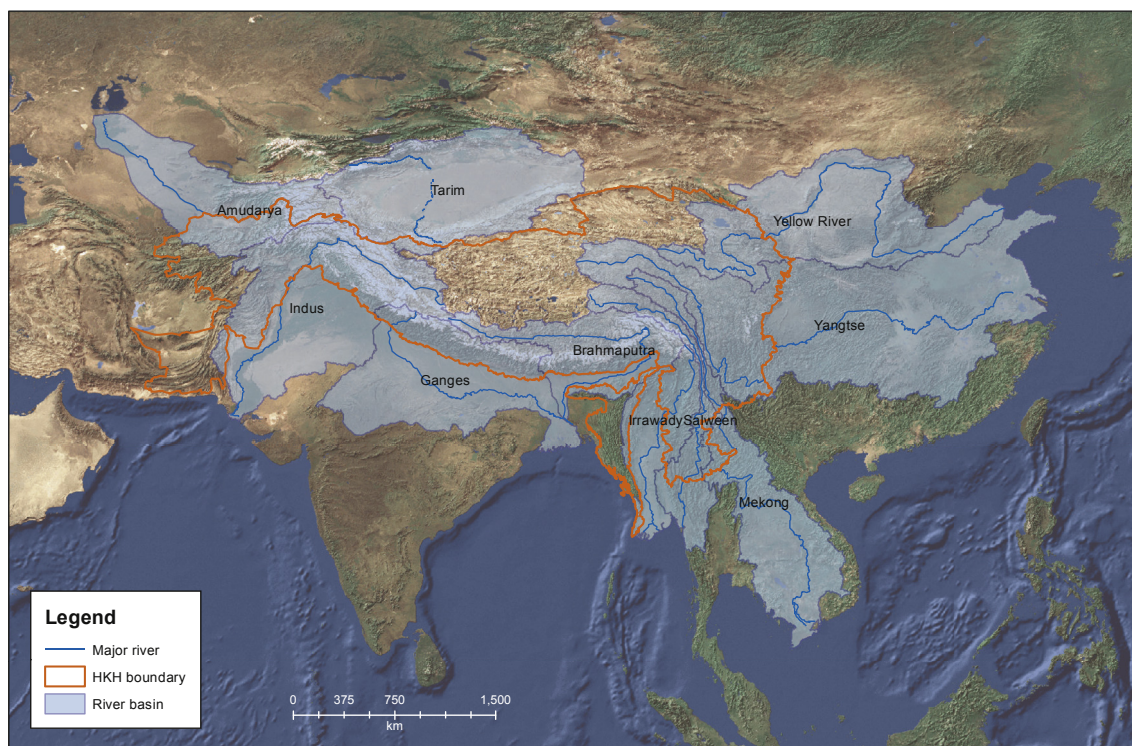 Tarim
Amudarya
Yellow River
Indus
Yangtse
Brahmaputra
Ganges
IrrawadySalween
Mekong
Legend
Major river
HKH boundary
River basin
0 375 750 1,500
km